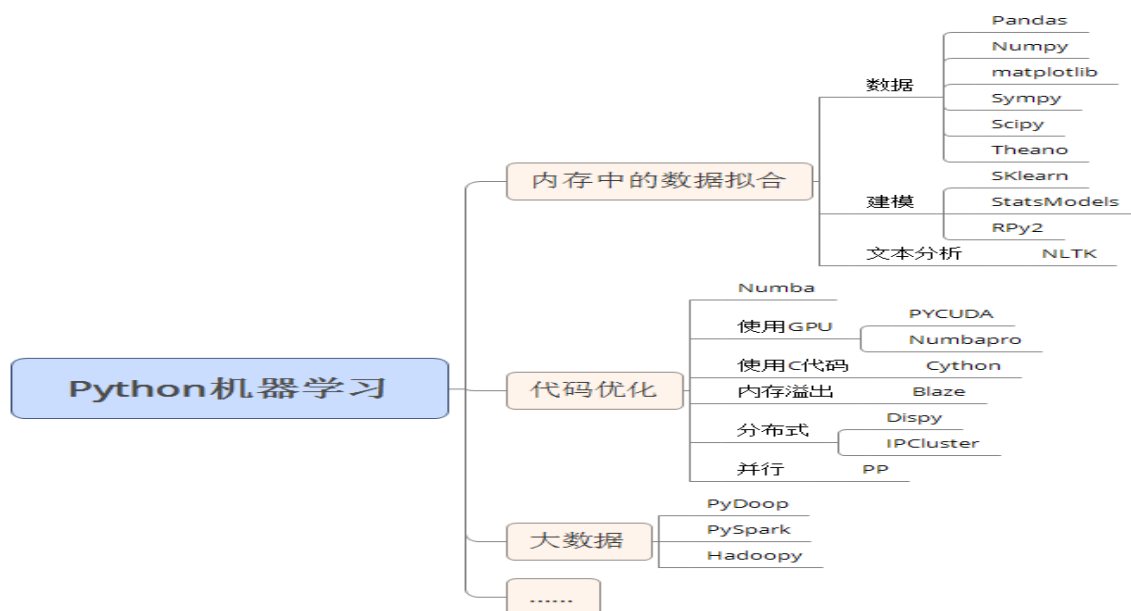 Python机器学习
内存中的数据拟合
数据
Pandas
Numpy
matplotlib
Sympy
Scipy
Theano
建模
SKlearn
StatsModels
RPy2
文本分析
NLTK
代码优化
Numba
使用GPU
PYCUDA
Numbapro
使用C代码
Cython
内存溢出
Blaze
分布式
Dispy
IPCluster
并行
PP
大数据
PyDoop
PySpark
Hadoopy
......